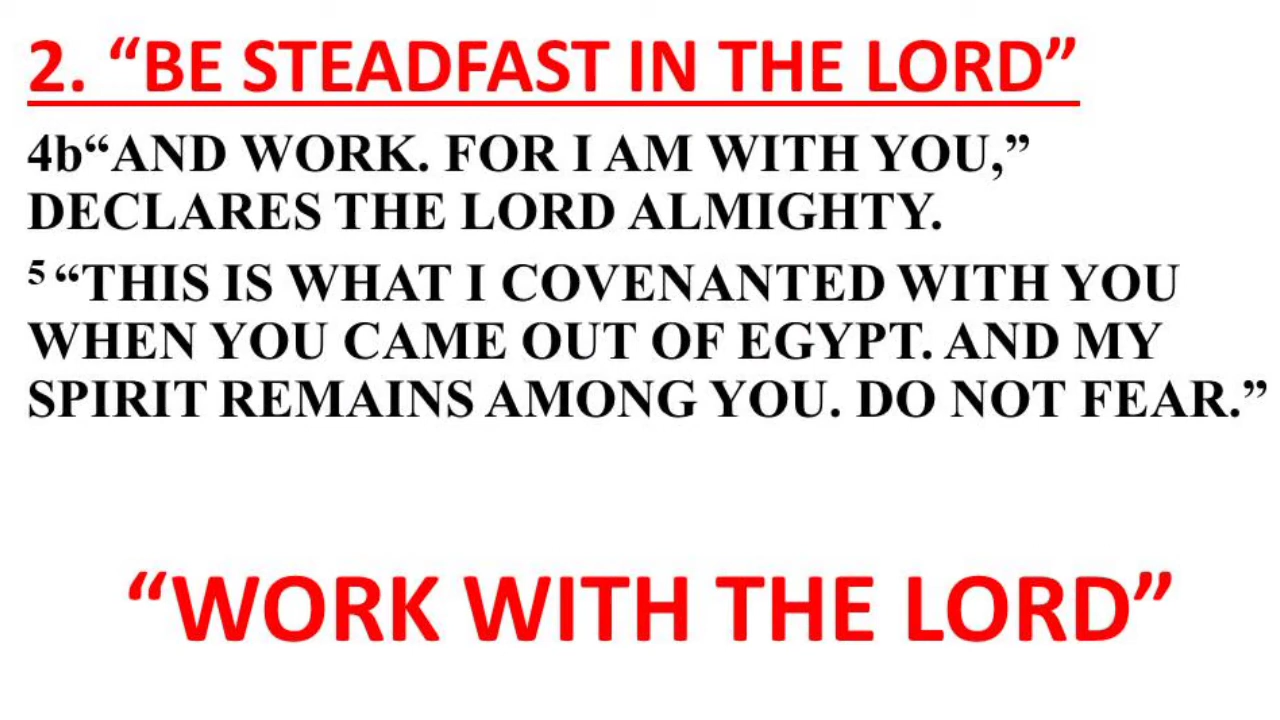 2. “BE STEADFAST IN THE LORD”
4b“AND WORK. FOR I AM WITH YOU,”
DECLARES THE LORD ALMIGHTY.
5 “THIS IS WHAT I COVENANTED WITH YOU
WHEN YOU CAME OUT OF EGYPT. AND MY
SPIRIT REMAINS AMONG YOU. DO NOT FEAR.”
“WORK WITH THE LORD”